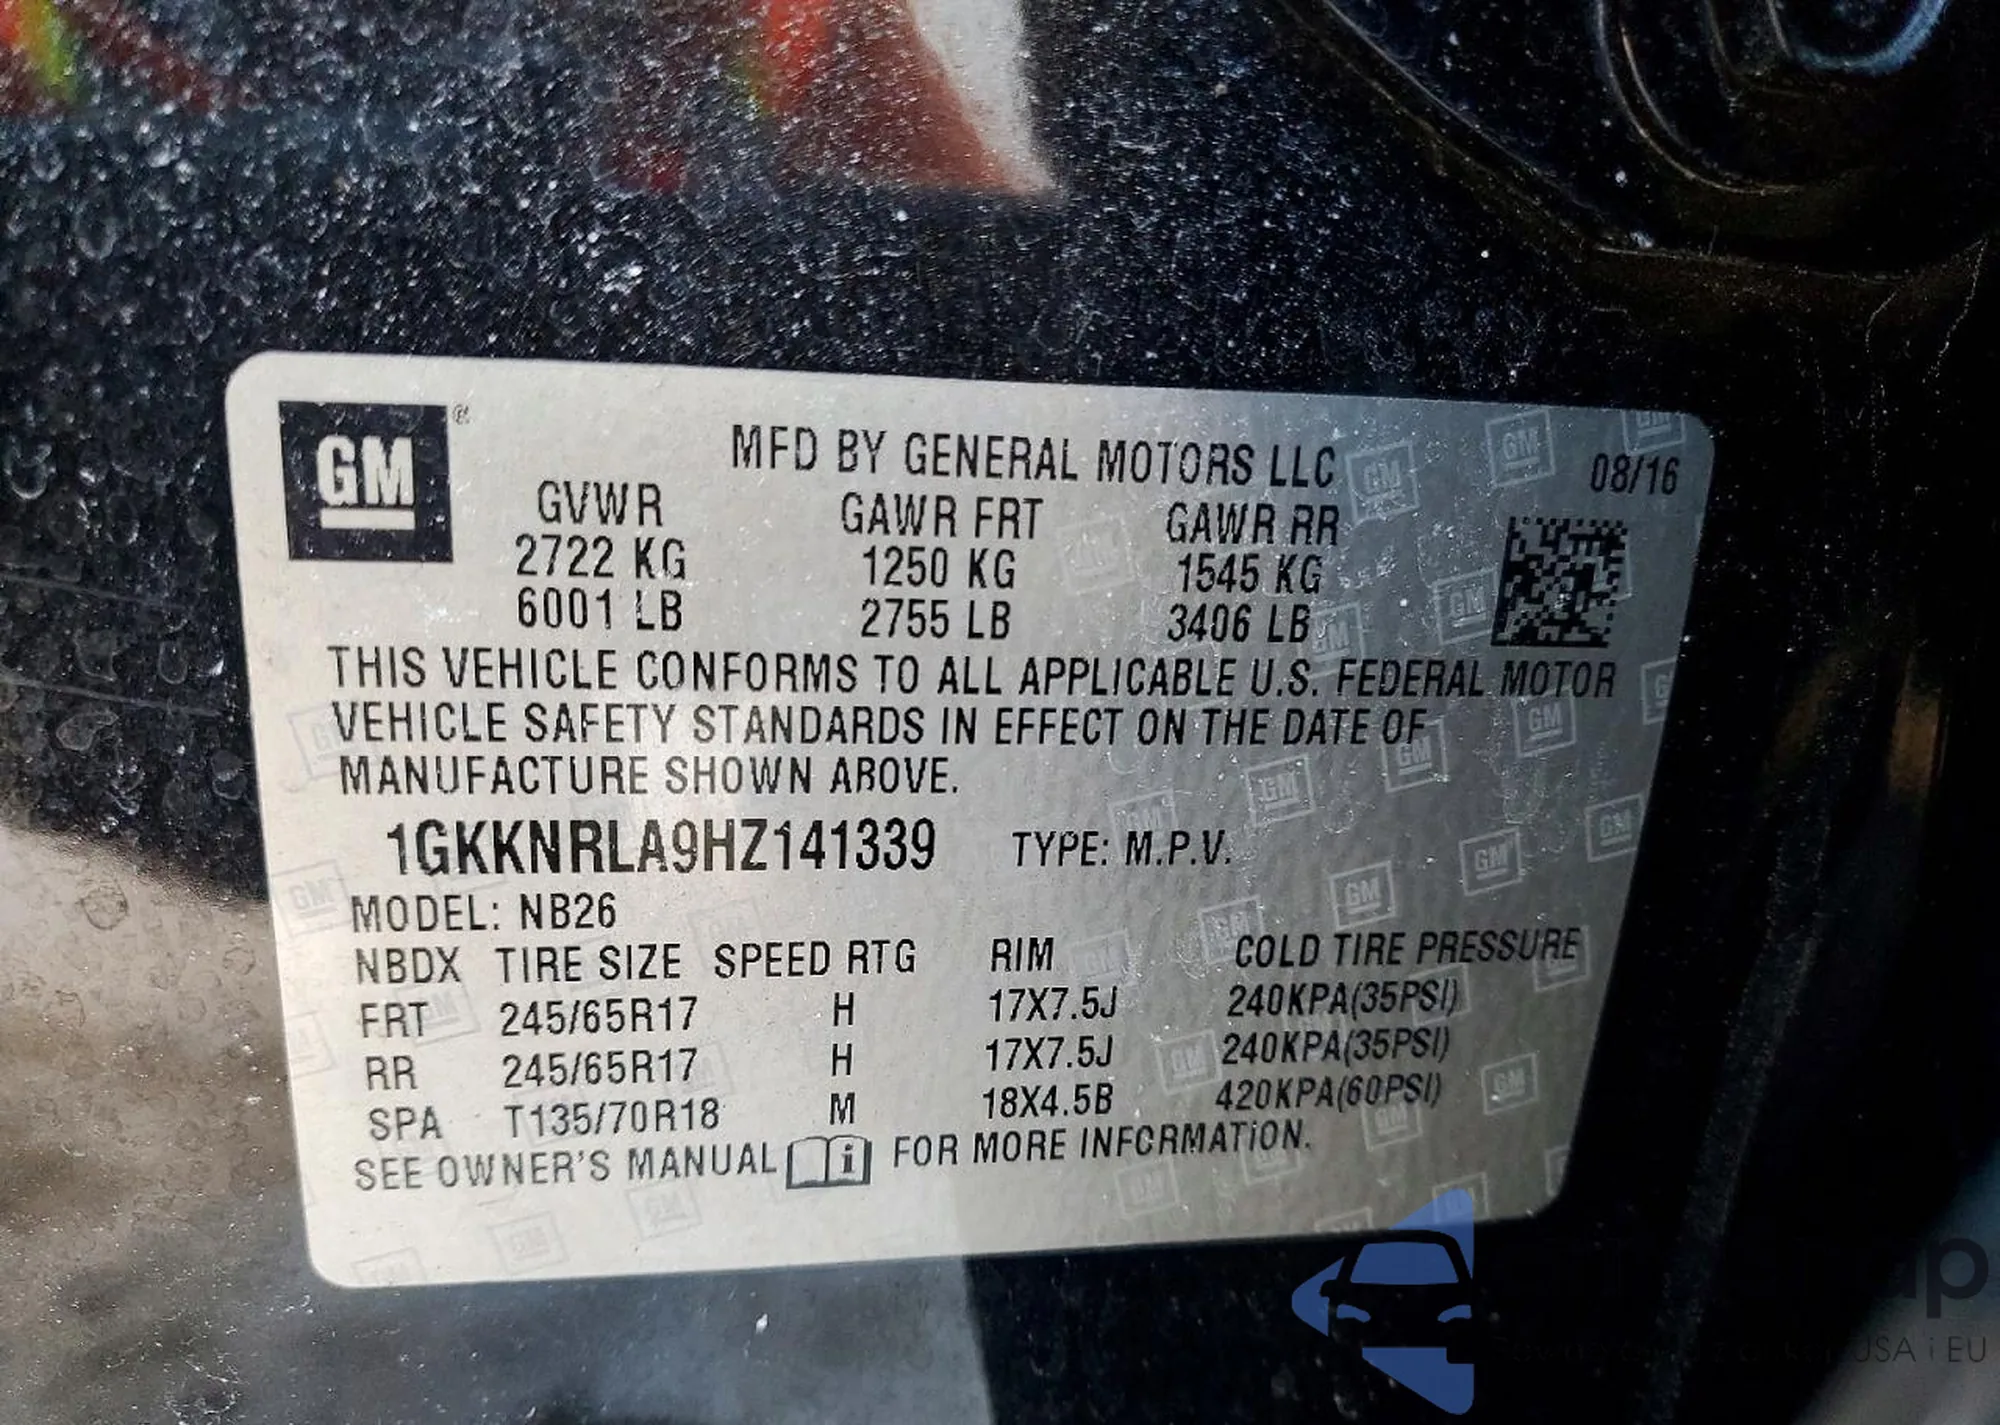 GM ®
MFD BY GENERAL MOTORS LLC 08/16
GVWR GAWR FRT GAWR RR
2722 KG 1250 KG 1545 KG
6001 LB 2755 LB 3406 LB
THIS VEHICLE CONFORMS TO ALL APPLICABLE U.S. FEDERAL MOTOR
VEHICLE SAFETY STANDARDS IN EFFECT ON THE DATE OF
MANUFACTURE SHOWN ABOVE.
1GKKNRLA9HZ141339 TYPE: M.P.V.
MODEL: NB26
NBDX TIRE SIZE SPEED RTG RIM COLD TIRE PRESSURE
FRT 245/65R17 H 17X7.5J 240KPA(35PSI)
RR 245/65R17 H 17X7.5J 240KPA(35PSI)
SPA T135/70R18 M 18X4.5B 420KPA(60PSI)
SEE OWNER'S MANUAL i FOR MORE INFORMATION.
USA i EU